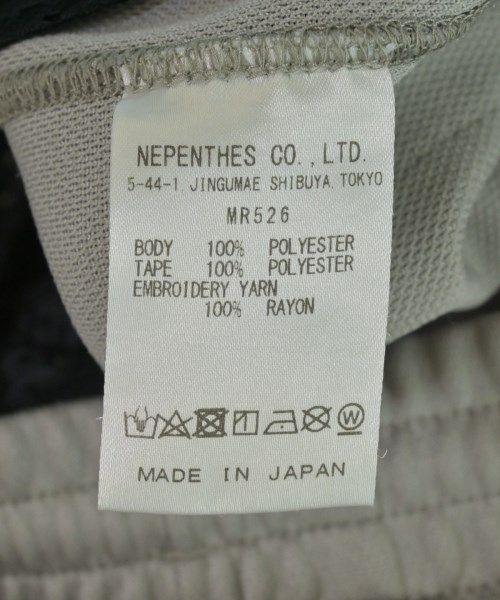 NEPENTHES CO.,LTD.
5-44-1 JINGUMAE SHIBUYA, TOKYO
MR526
BODY 100% POLYESTER
TAPE 100% POLYESTER
EMBROIDERY YARN
100% RAYON
W
MADE IN JAPAN